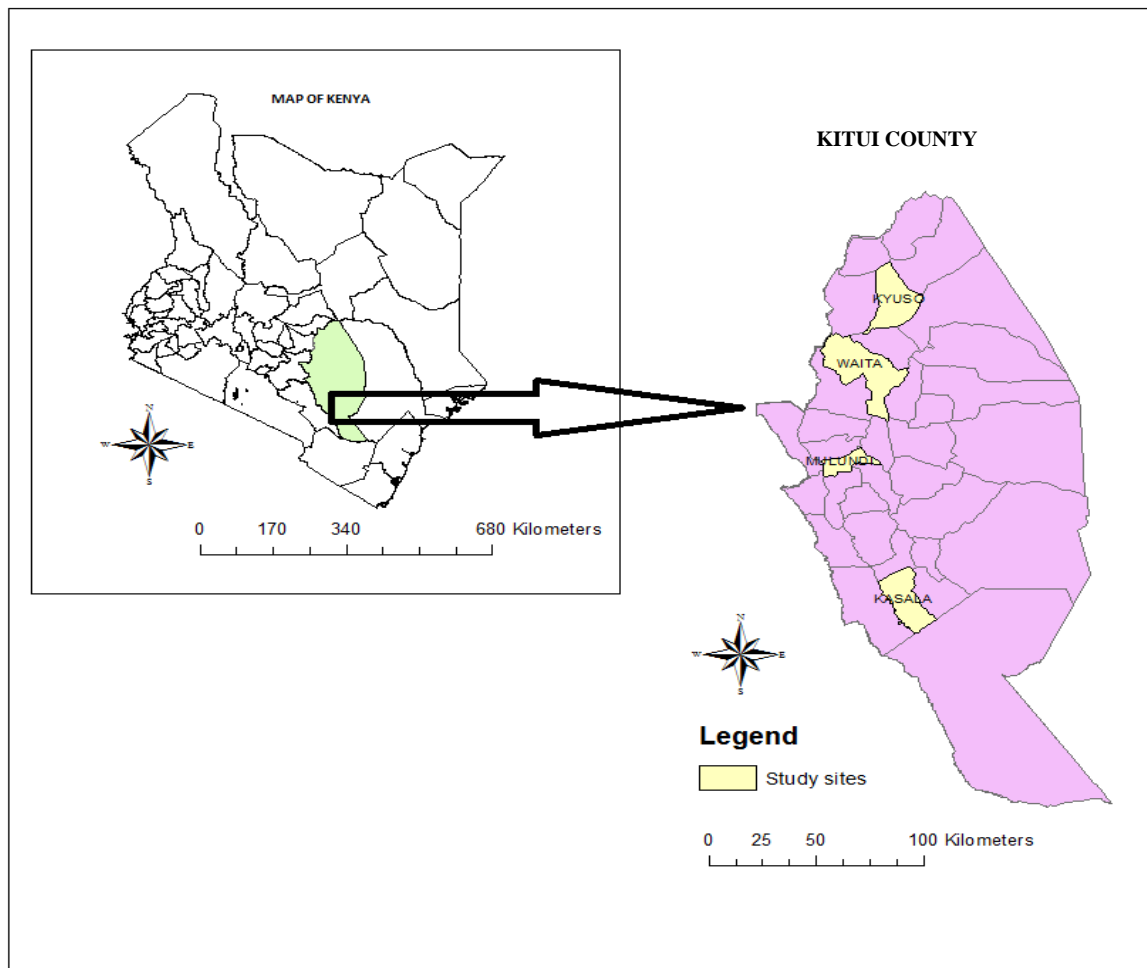 MAP OF KENYA
N
W E
S
0 170 340 680 Kilometers
KITUI COUNTY
KYUSO
WAITA
MULUNDI
KASALA
N
W E
S
Legend
Study sites
0 25 50 100 Kilometers